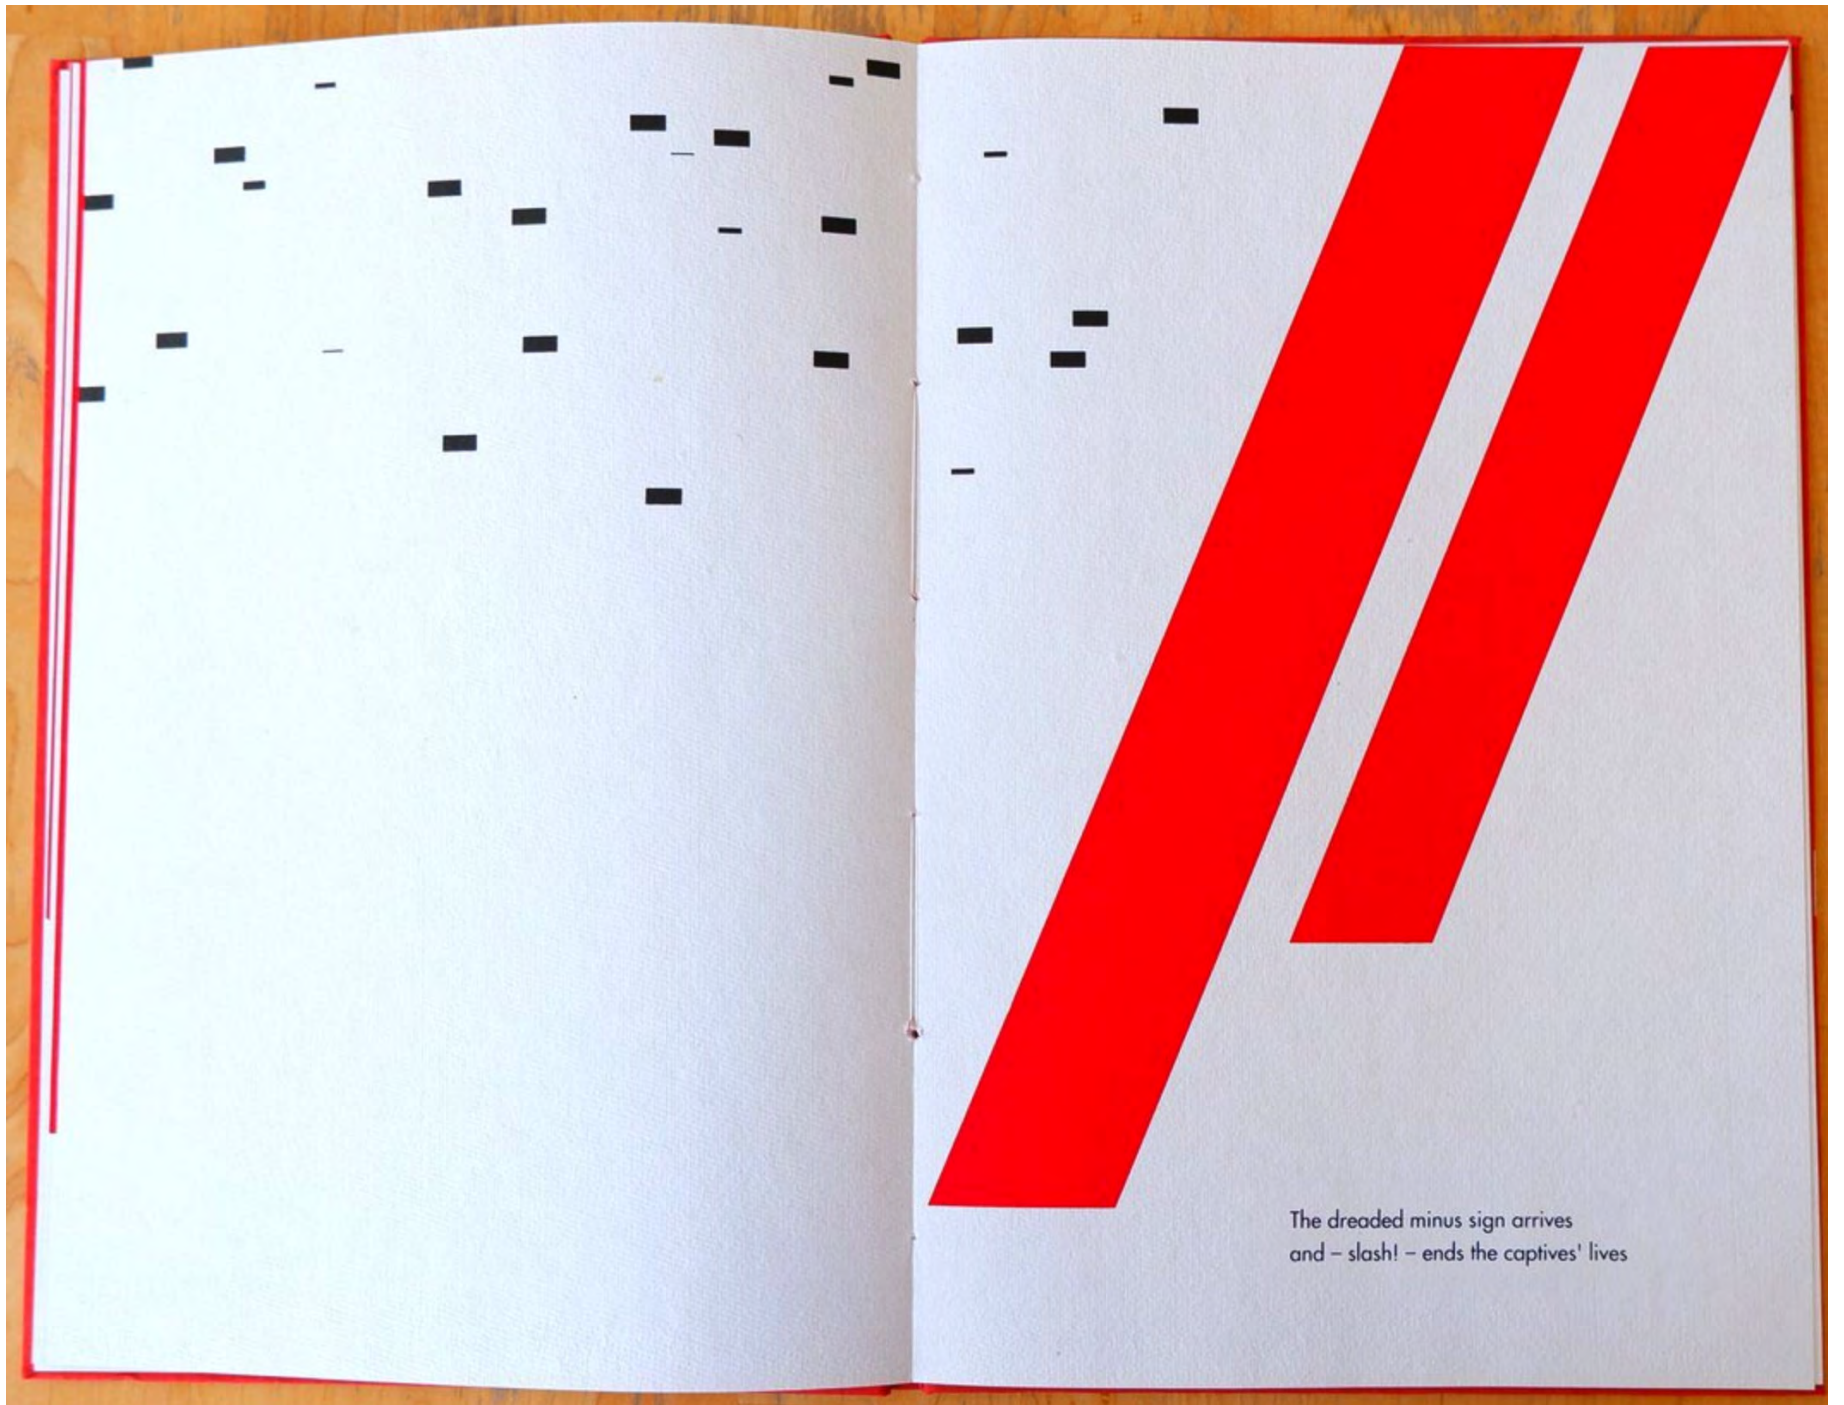 The dreaded minus sign arrives
and – slash! – ends the captives' lives